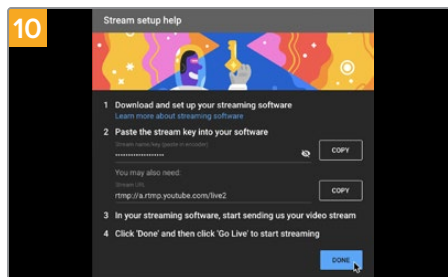 10
Stream setup help
1 Download and set up your streaming software
Learn more about streaming software
2 Paste the stream key into your software
Stream name/key (paste in encoder)
••••••••••••••••••••
COPY
You may also need:
Stream URL
rtmp://a.rtmp.youtube.com/live2
COPY
3 In your streaming software, start sending us your video stream
4 Click 'Done' and then click 'Go Live' to start streaming
DONE